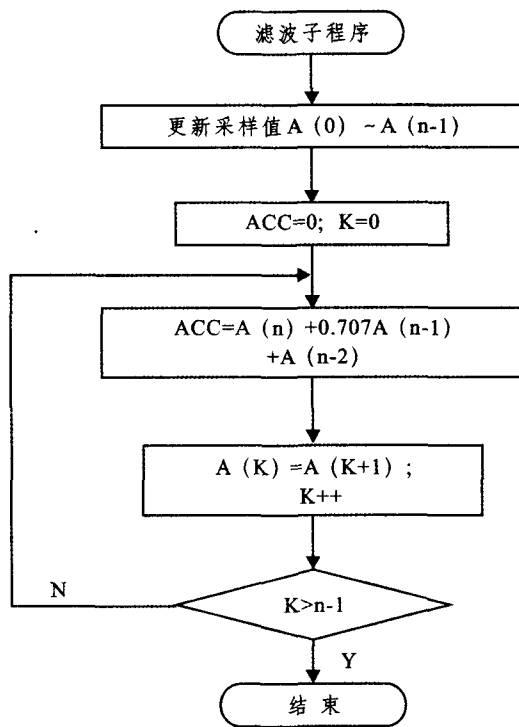 滤波子程序
更新采样值A(0) ~A(n-1)
ACC=0; K=0
ACC=A(n)+0.707A(n-1)
+A(n-2)
A(K)=A(K+1);
K++
K>n-1
N
Y
结束